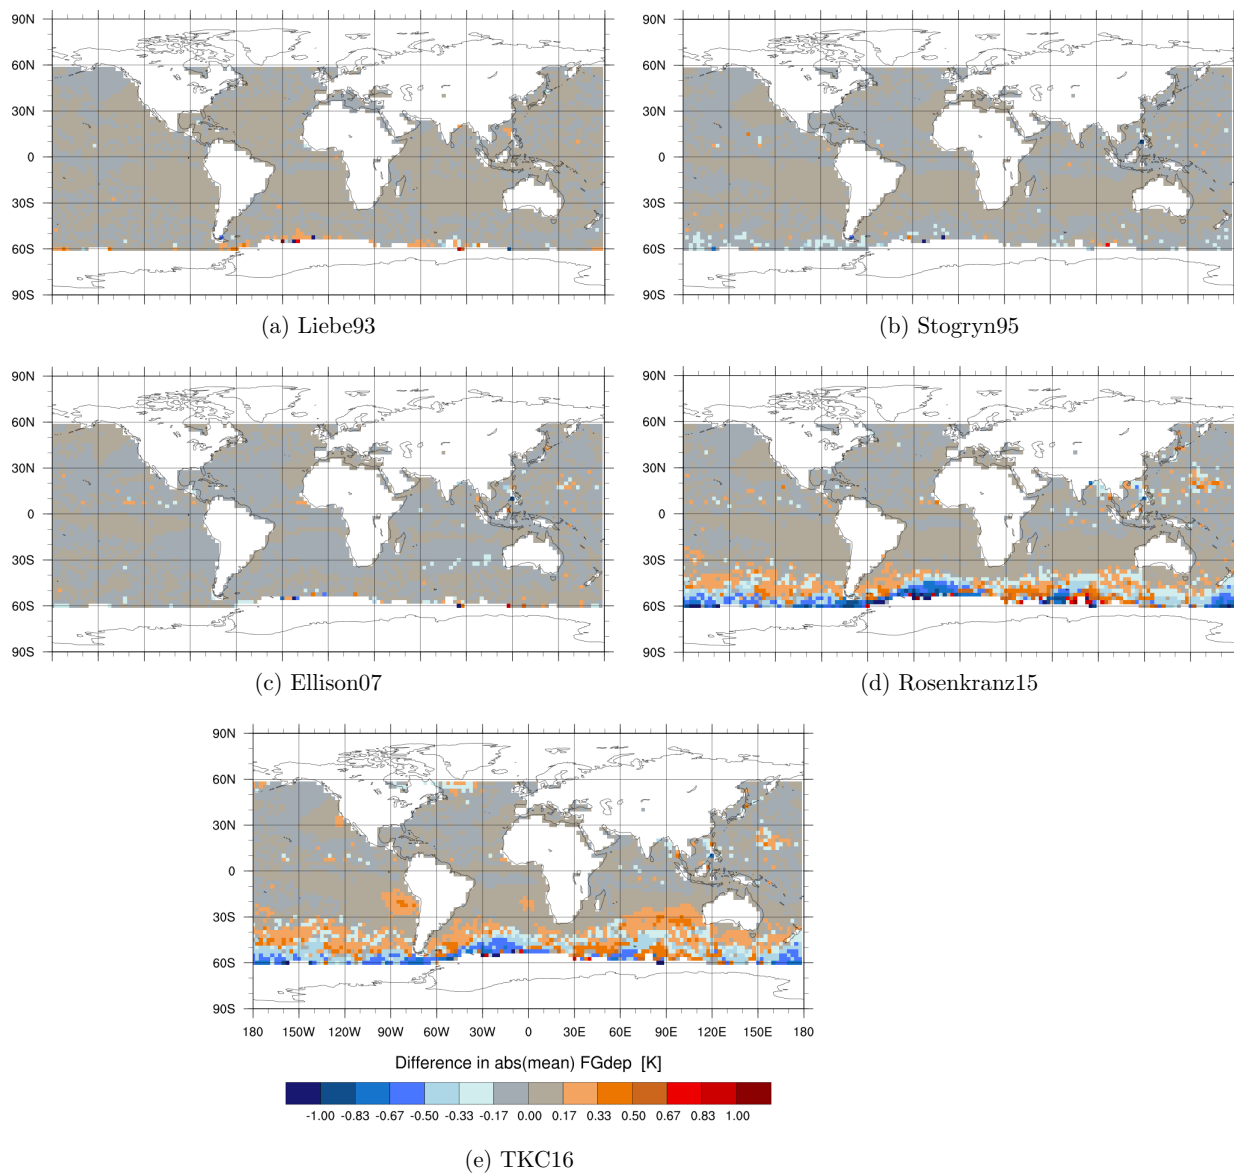 90N
60N
30N
0
30S
60S
90S
(a) Liebe93
90N
60N
30N
0
30S
60S
90S
(b) Stogryn95
90N
60N
30N
0
30S
60S
90S
(c) Ellison07
90N
60N
30N
0
30S
60S
90S
(d) Rosenkranz15
90N
60N
30N
0
30S
60S
90S
180 150W 120W 90W 60W 30W 0 30E 60E 90E 120E 150E 180
Difference in abs(mean) FGdep [K]
-1.00 -0.83 -0.67 -0.50 -0.33 -0.17 0.00 0.17 0.33 0.50 0.67 0.83 1.00
(e) TKC16